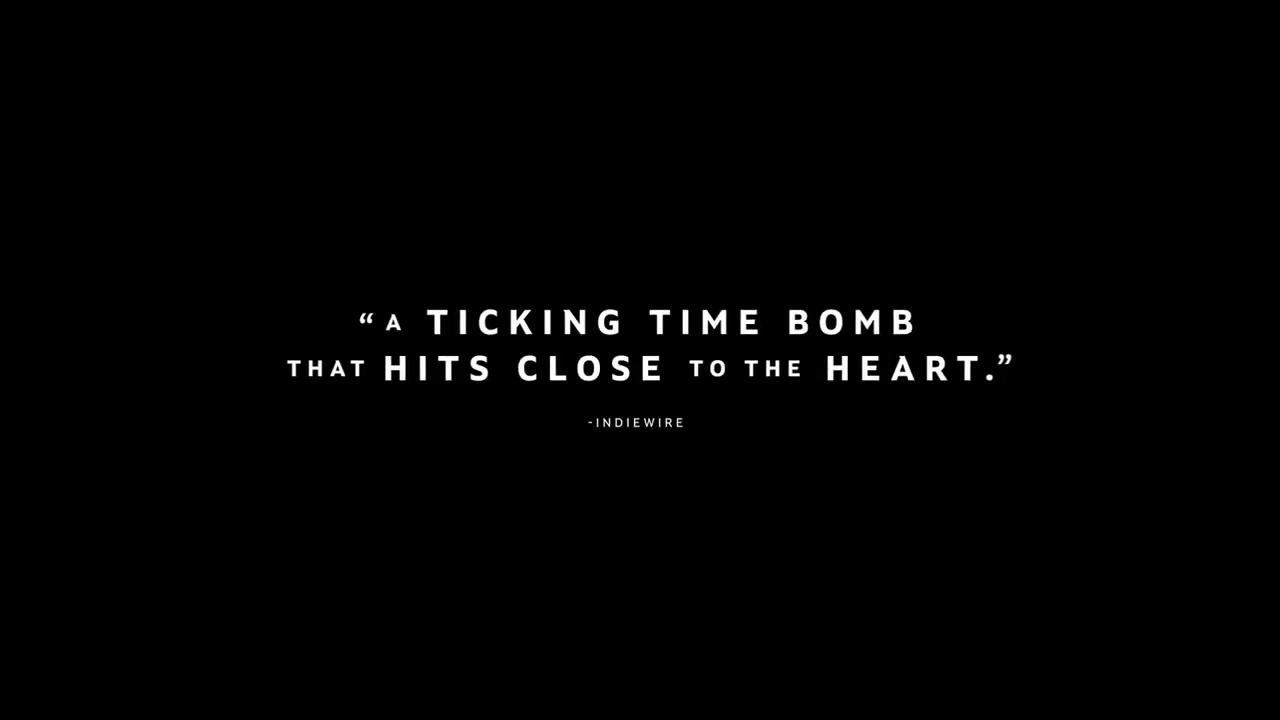 “A TICKING TIME BOMB
THAT HITS CLOSE TO THE HEART.”
-INDIEWIRE